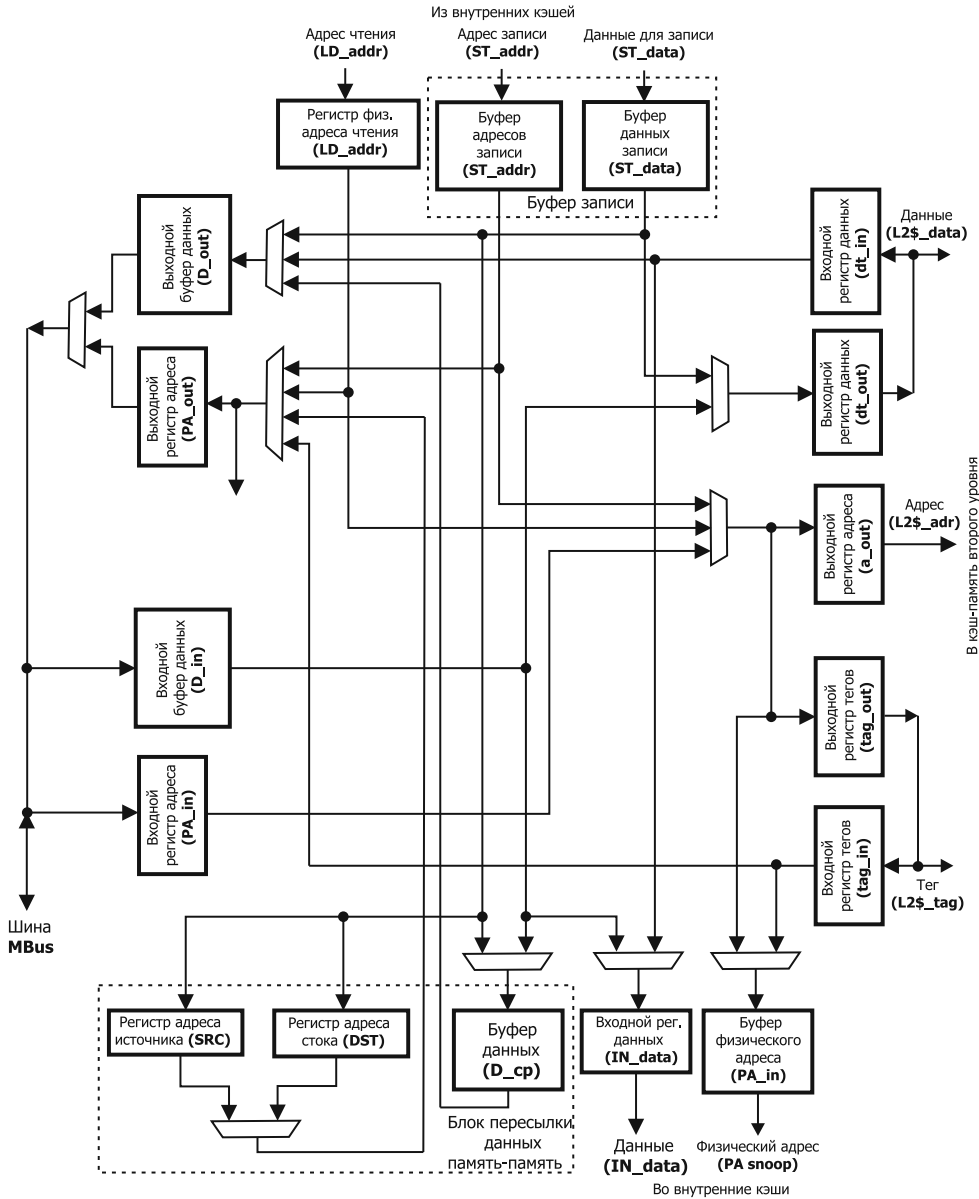 Из внутренних кэшей
Адрес чтения
(LD_addr)
Адрес записи
(ST_addr)
Данные для записи
(ST_data)
Регистр физ.
адреса чтения
(LD_addr)
Буфер
адресов
записи
(ST_addr)
Буфер
данных
записи
(ST_data)
Буфер записи
Выходной
буфер данных
(D_out)
Входной
регистр данных
(dt_in)
Данные
(L2$_data)
Выходной
регистр адреса
(PA_out)
Выходной
регистр данных
(dt_out)
Выходной
регистр адреса
(a_out)
Адрес
(L2$_adr)
В кэш-память второго уровня
Входной
буфер данных
(D_in)
Выходной
регистр тегов
(tag_out)
Входной
регистр адреса
(PA_in)
Входной
регистр тегов
(tag_in)
Тег
(L2$_tag)
Шина
MBus
Регистр адреса
источника (SRC)
Регистр адреса
стока (DST)
Буфер
данных
(D_cp)
Входной рег.
данных
(IN_data)
Буфер
физического
адреса
(PA_in)
Блок пересылки
данных
память-память
Данные
(IN_data)
Физический адрес
(PA snoop)
Во внутренние кэши